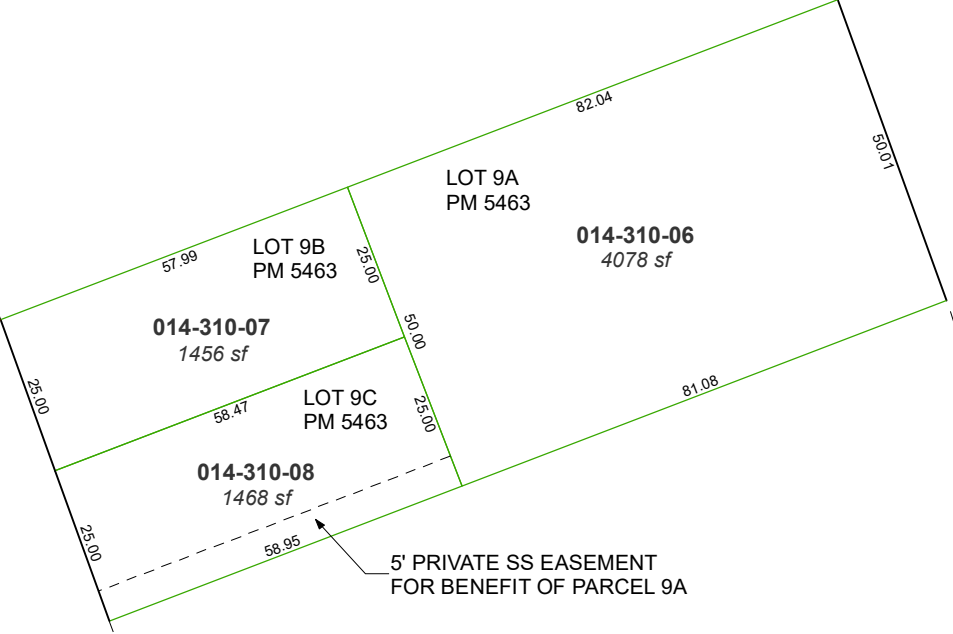 82.04
50.01
LOT 9A
PM 5463
014-310-06
4078 sf
57.99
LOT 9B
PM 5463
25.00
014-310-07
1456 sf
50.00
25.00
58.47
LOT 9C
PM 5463
25.00
81.08
014-310-08
1468 sf
25.00
58.95
5' PRIVATE SS EASEMENT
FOR BENEFIT OF PARCEL 9A